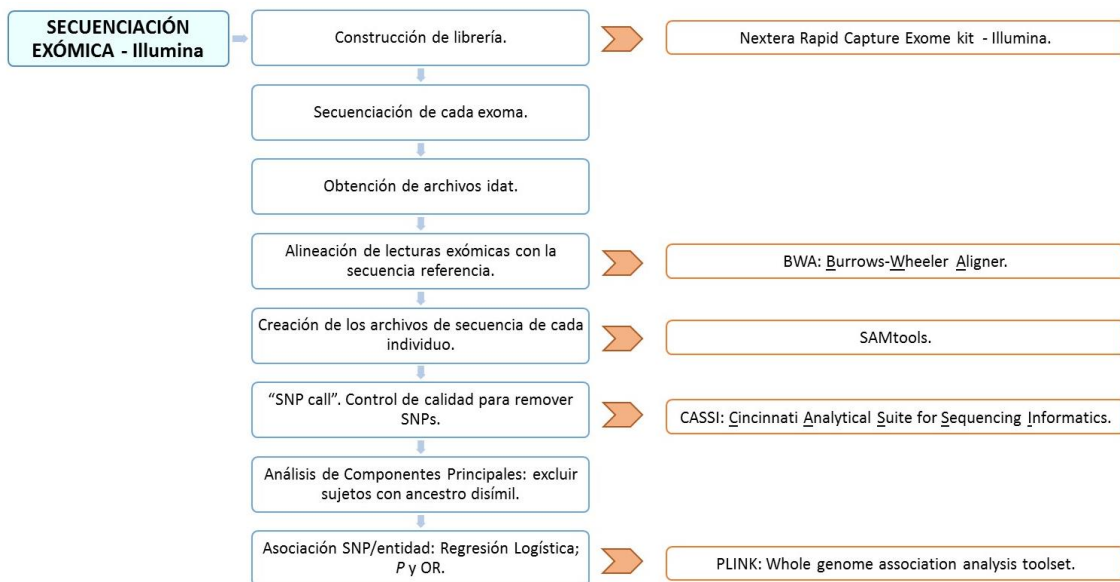 SECUENCIACIÓN
EXÓMICA - Illumina
Construcción de librería.
Nextera Rapid Capture Exome kit - Illumina.
Secuenciación de cada exoma.
Obtención de archivos idat.
Alineación de lecturas exómicas con la
secuencia referencia.
BWA: Burrows-Wheeler Aligner.
Creación de los archivos de secuencia de cada
individuo.
SAMtools.
“SNP call”. Control de calidad para remover
SNPs.
CASSI: Cincinnati Analytical Suite for Sequencing Informatics.
Análisis de Componentes Principales: excluir
sujetos con ancestro disímil.
Asociación SNP/entidad: Regresión Logística;
P y OR.
PLINK: Whole genome association analysis toolset.